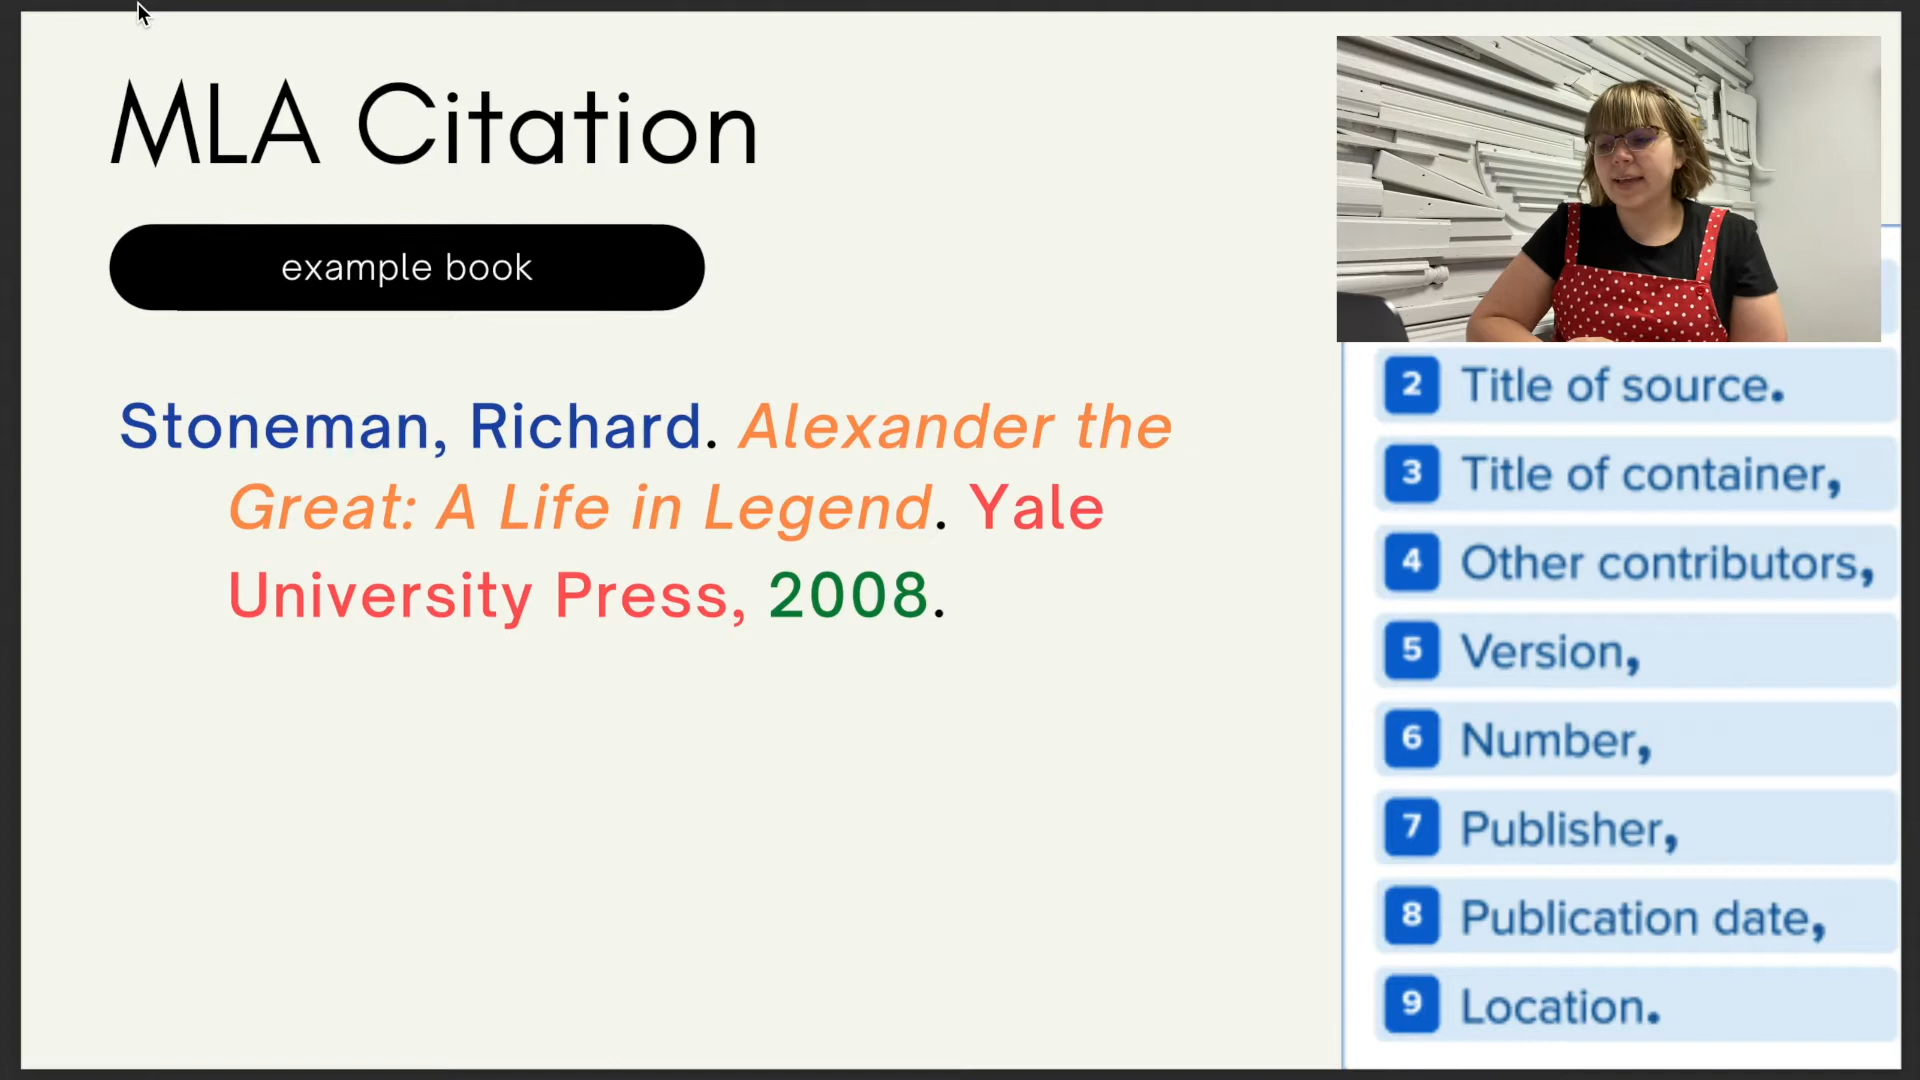 MLA Citation
example book
Stoneman, Richard. Alexander the
Great: A Life in Legend. Yale
University Press, 2008.
2 Title of source.
3 Title of container,
4 Other contributors,
5 Version,
6 Number,
7 Publisher,
8 Publication date,
9 Location.